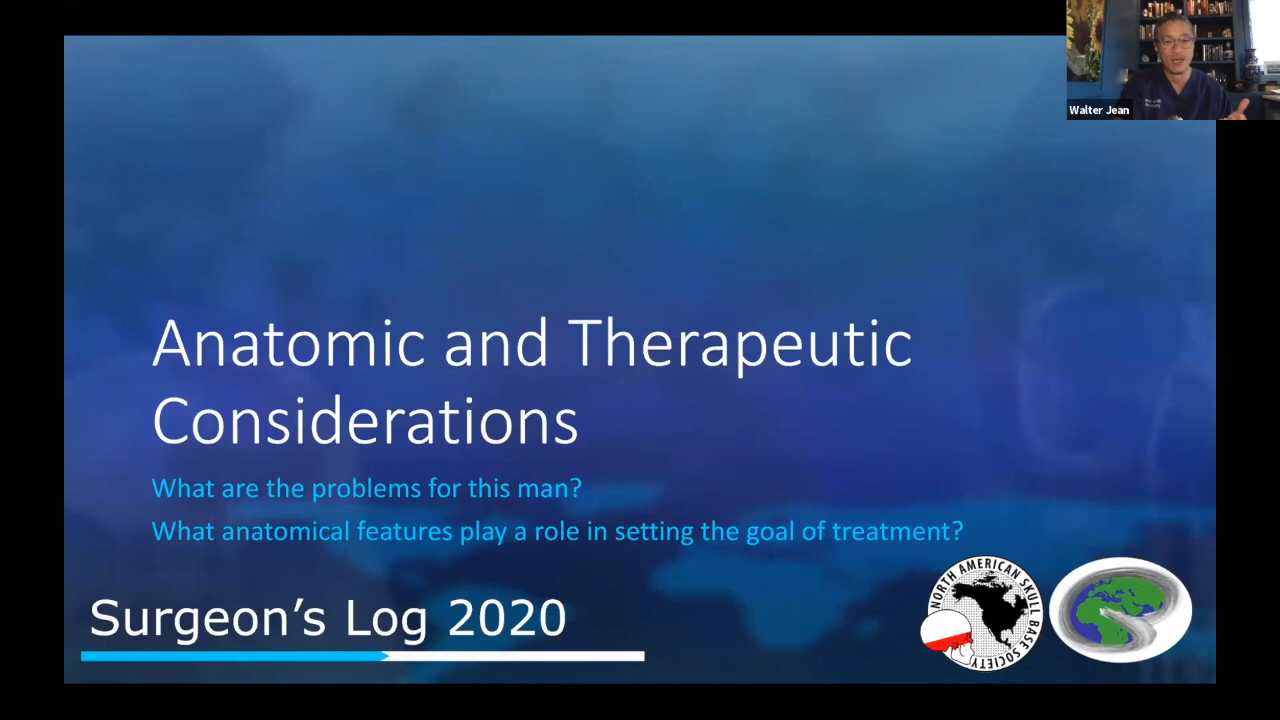 Walter Jean
Anatomic and Therapeutic
Considerations
What are the problems for this man?
What anatomical features play a role in setting the goal of treatment?
Surgeon’s Log 2020
NORTH AMERICAN SKULL BASE SOCIETY